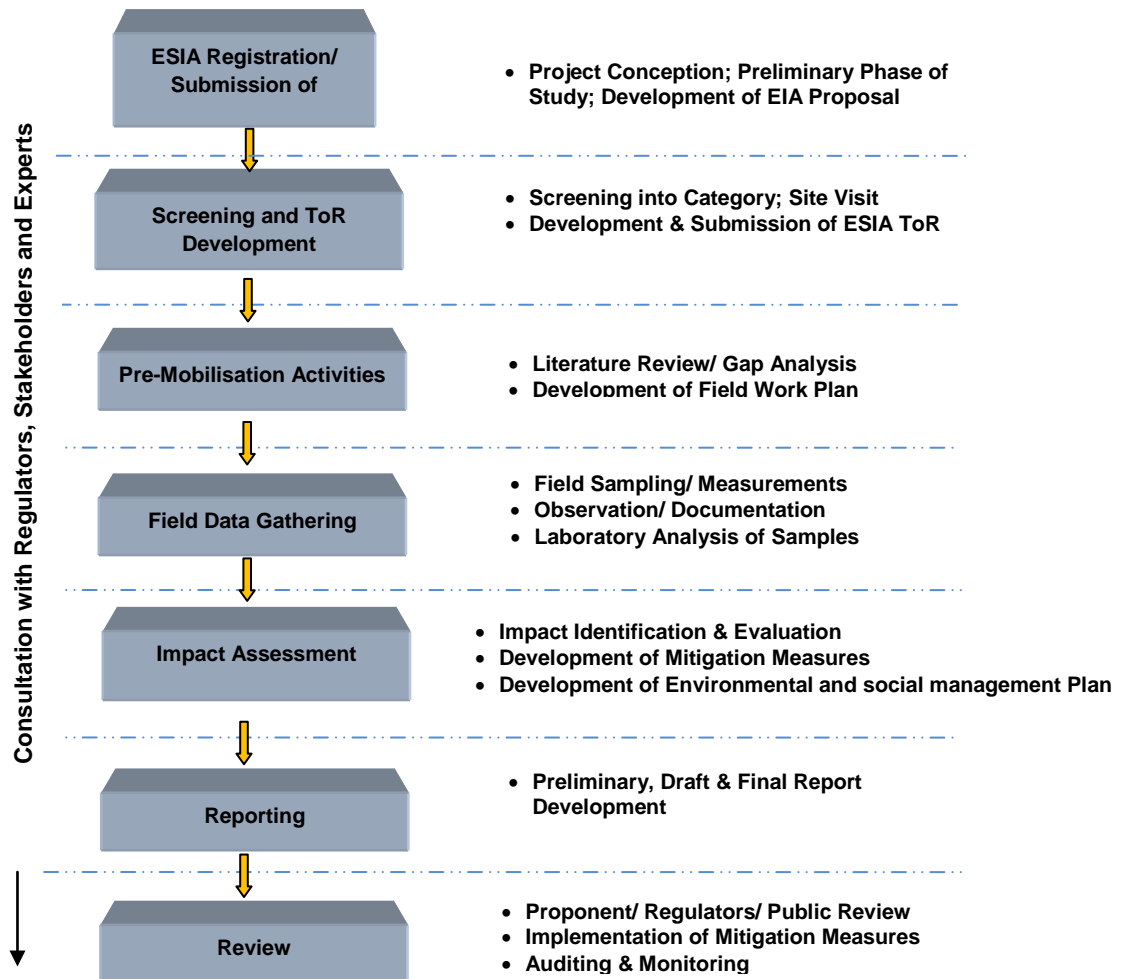 Consultation with Regulators, Stakeholders and Experts
ESIA Registration/
Submission of
• Project Conception; Preliminary Phase of
Study; Development of EIA Proposal
Screening and ToR
Development
• Screening into Category; Site Visit
• Development & Submission of ESIA ToR
Pre-Mobilisation Activities
• Literature Review/ Gap Analysis
• Development of Field Work Plan
Field Data Gathering
• Field Sampling/ Measurements
• Observation/ Documentation
• Laboratory Analysis of Samples
Impact Assessment
• Impact Identification & Evaluation
• Development of Mitigation Measures
• Development of Environmental and social management Plan
Reporting
• Preliminary, Draft & Final Report
Development
Review
• Proponent/ Regulators/ Public Review
• Implementation of Mitigation Measures
• Auditing & Monitoring